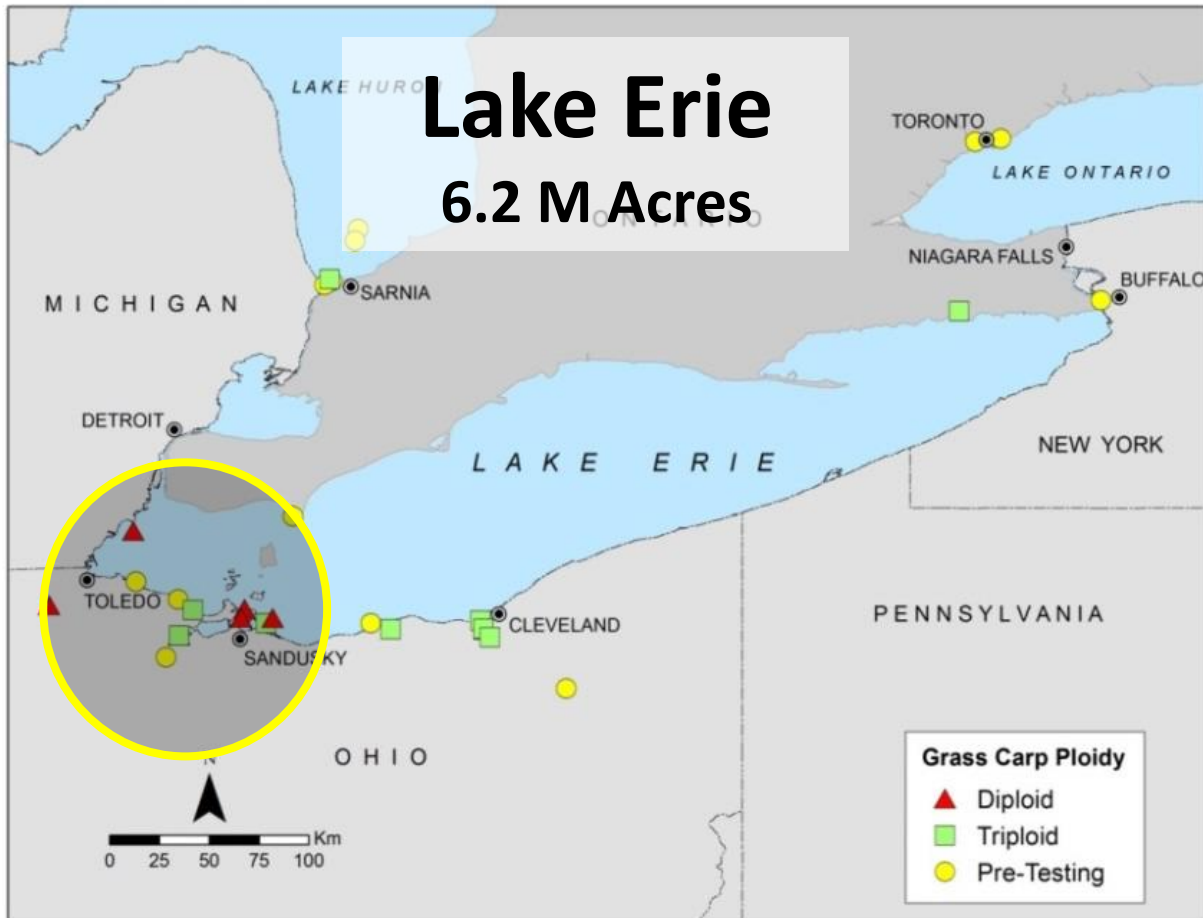 Lake Erie
6.2 M Acres
LAKE HURON
TORONTO
LAKE ONTARIO
ONTARIO
NIAGARA FALLS
BUFFALO
SARNIA
MICHIGAN
DETROIT
LAKE ERIE
NEW YORK
TOLEDO
SANDUSKY
CLEVELAND
PENNSYLVANIA
OHIO
N
Km
0 25 50 75 100
Grass Carp Ploidy
Diploid
Triploid
Pre-Testing